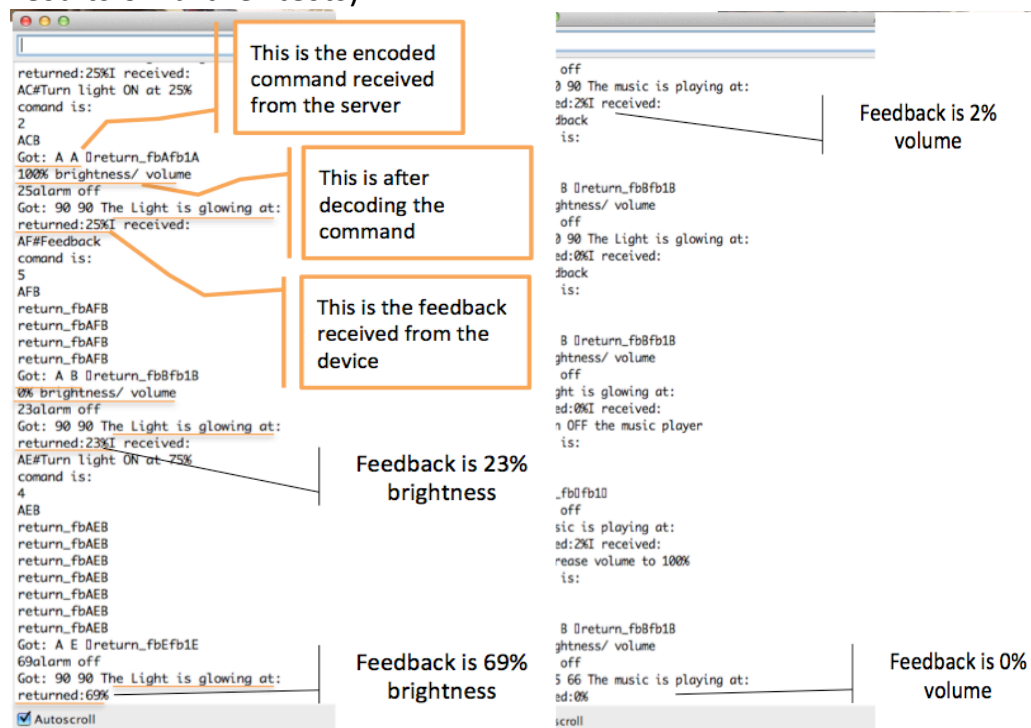 returned:25%I received:
AC#Turn light ON at 25%
comand is:
2
ACB
Got: A A return_fbAfb1A
100% brightness/ volume
25alarm off
Got: 90 90 The Light is glowing at:
returned:25%I received:
AF#Feedback
comand is:
5
AFB
return_fbAFB
return_fbAFB
return_fbAFB
return_fbAFB
Got: A B return_fbBfb1B
0% brightness/ volume
23alarm off
Got: 90 90 The Light is glowing at:
returned:23%I received:
AE#Turn light ON at 75%
comand is:
4
AEB
return_fbAEB
return_fbAEB
return_fbAEB
return_fbAEB
return_fbAEB
return_fbAEB
return_fbAEB
Got: A E return_fbEfb1E
69alarm off
Got: 90 90 The Light is glowing at:
returned:69%
Autoscroll
This is the encoded
command received
from the server
This is after
decoding the
command
This is the feedback
received from the
device
Feedback is 23%
brightness
Feedback is 69%
brightness
off
90 The music is playing at:
ed:2%I received:
dback
is:
B return_fbBfb1B
ghtness/ volume
off
90 The Light is glowing at:
ed:0%I received:
dback
is:
B return_fbBfb1B
ghtness/ volume
off
ght is glowing at:
ed:0%I received:
n OFF the music player
is:
_fb fb1
off
sic is playing at:
ed:2%I received:
rease volume to 100%
is:
B return_fbBfb1B
ghtness/ volume
off
66 The music is playing at:
ed:0%
scroll
Feedback is 2%
volume
Feedback is 0%
volume